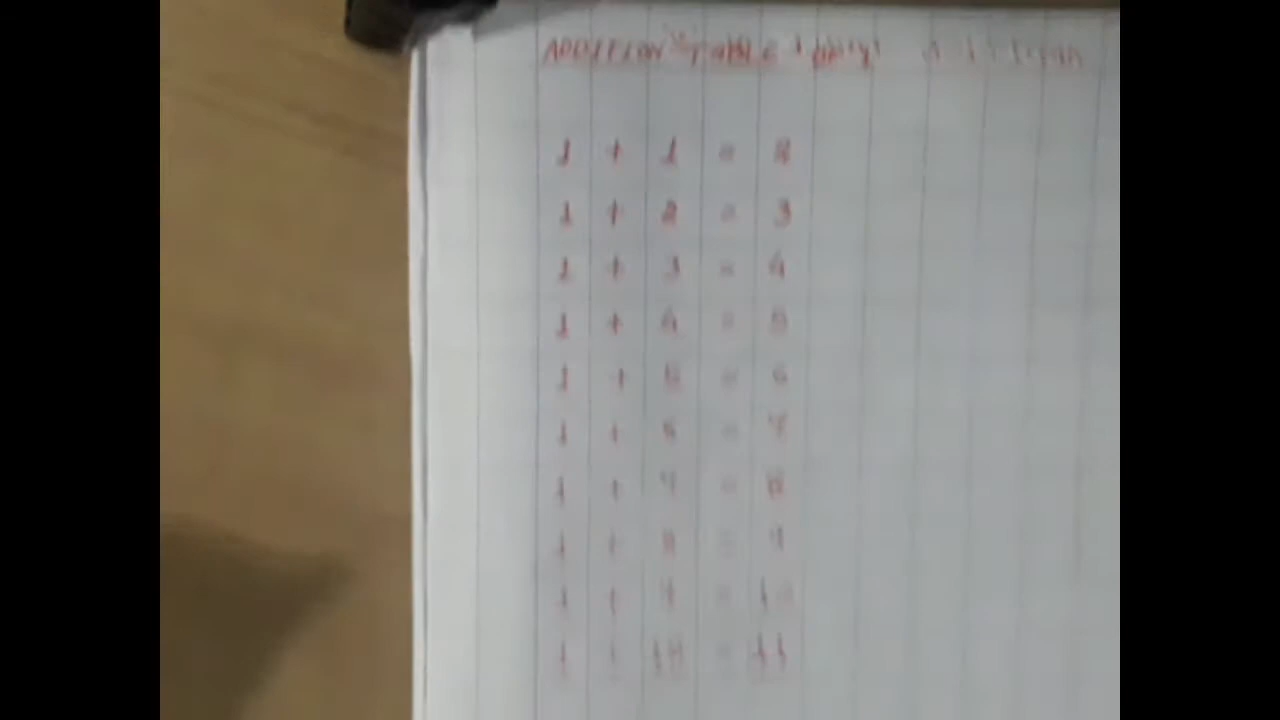 ADDITION TABLE
1 + 1 = 2
1 + 2 = 3
1 + 3 = 4
1 + 4 = 5
1 + 5 = 6
1 + 6 = 7
1 + 7 = 8
1 + 8 = 9
1 + 9 = 10
1 + 10 = 11